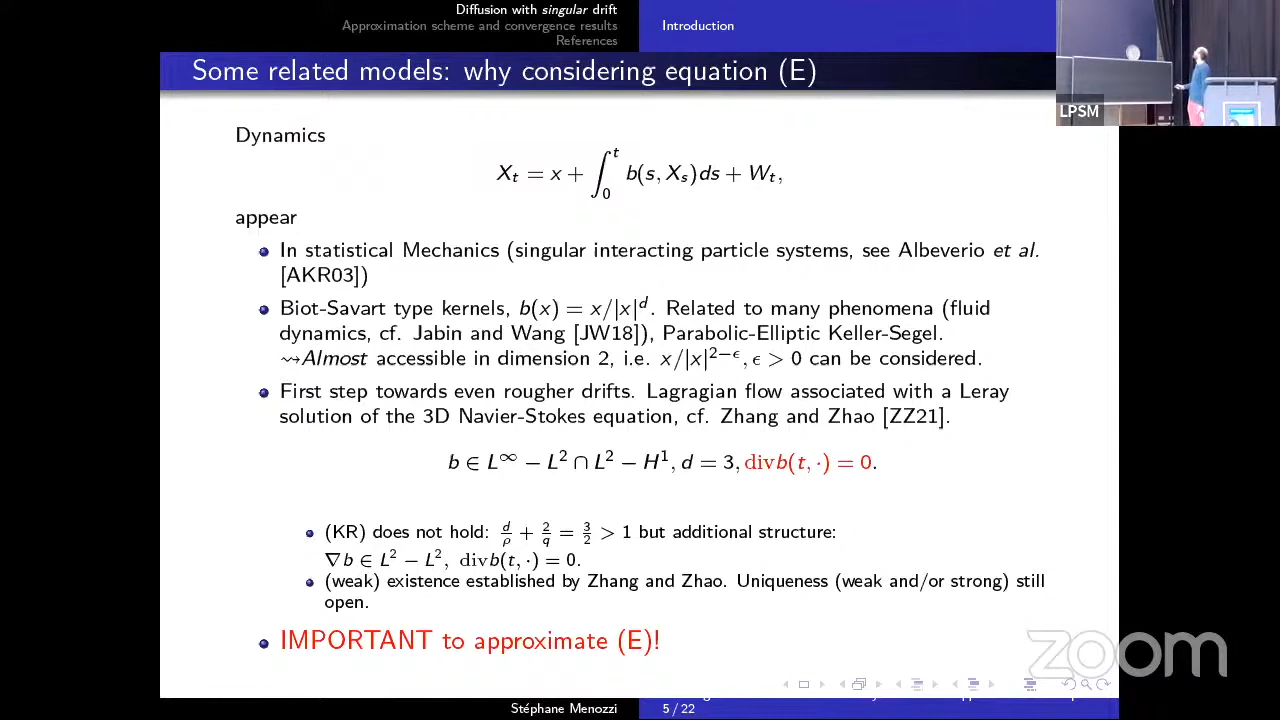 Diffusion with singular drift
Approximation scheme and convergence results
References
Introduction
Some related models: why considering equation (E)
LPSM
Dynamics
X_t = x + ∫_0^t b(s, X_s)ds + W_t,
appear
In statistical Mechanics (singular interacting particle systems, see Albeverio et al.
[AKR03])
Biot-Savart type kernels, b(x) = x/|x|^d. Related to many phenomena (fluid
dynamics, cf. Jabin and Wang [JW18]), Parabolic-Elliptic Keller-Segel.
⇝Almost accessible in dimension 2, i.e. x/|x|^{2−ϵ}, ϵ > 0 can be considered.
First step towards even rougher drifts. Lagragian flow associated with a Leray
solution of the 3D Navier-Stokes equation, cf. Zhang and Zhao [ZZ21].
b ∈ L^∞ − L^2 ∩ L^2 − H^1, d = 3, divb(t, ·) = 0.
(KR) does not hold: d/ρ + 2/q = 3/2 > 1 but additional structure:
∇b ∈ L^2 − L^2, divb(t, ·) = 0.
(weak) existence established by Zhang and Zhao. Uniqueness (weak and/or strong) still
open.
IMPORTANT to approximate (E)!
zoom
Stéphane Menozzi
5 / 22